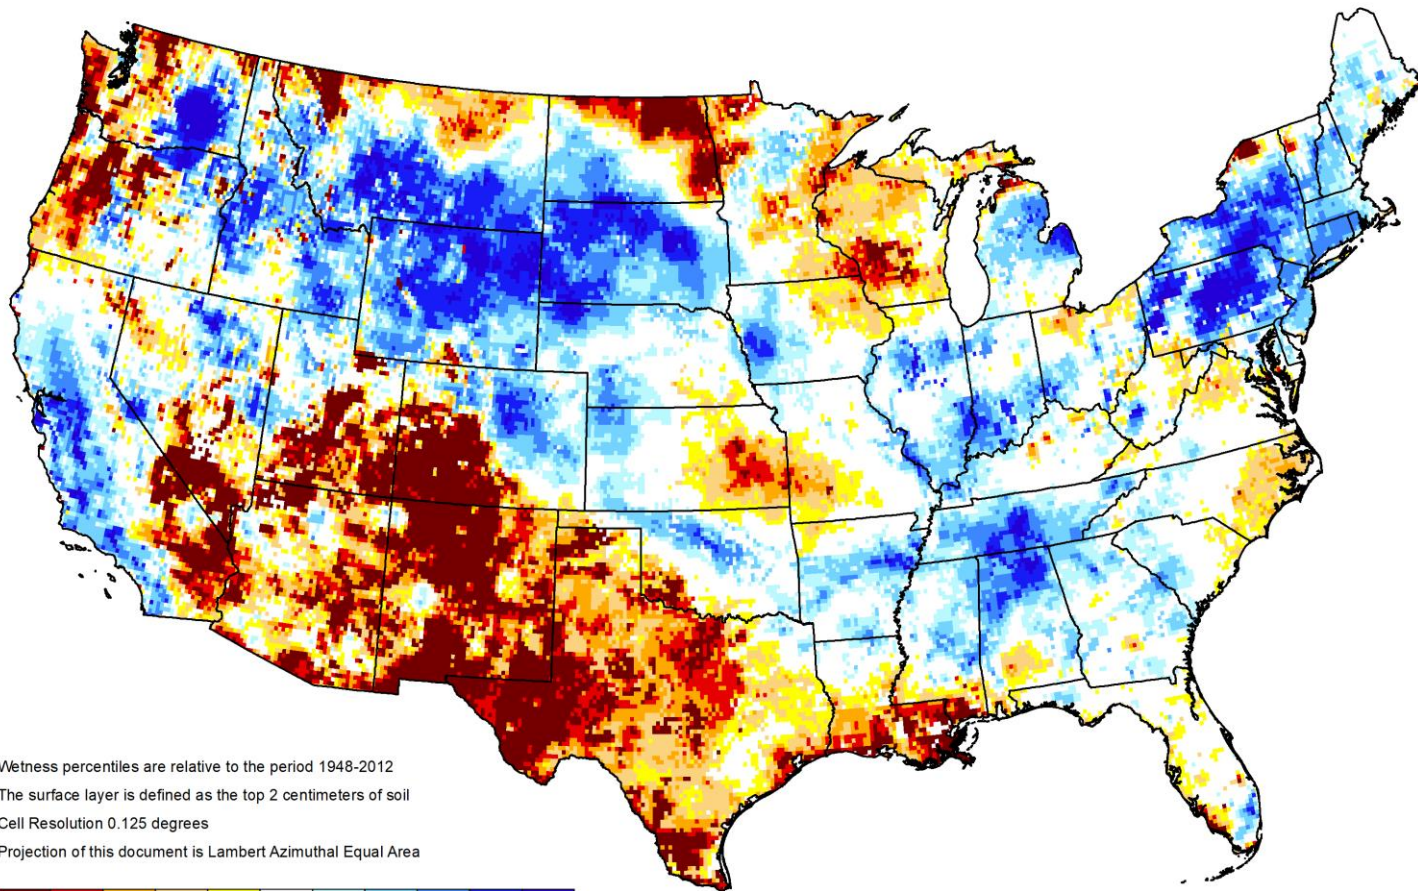 Wetness percentiles are relative to the period 1948-2012
The surface layer is defined as the top 2 centimeters of soil
Cell Resolution 0.125 degrees
Projection of this document is Lambert Azimuthal Equal Area